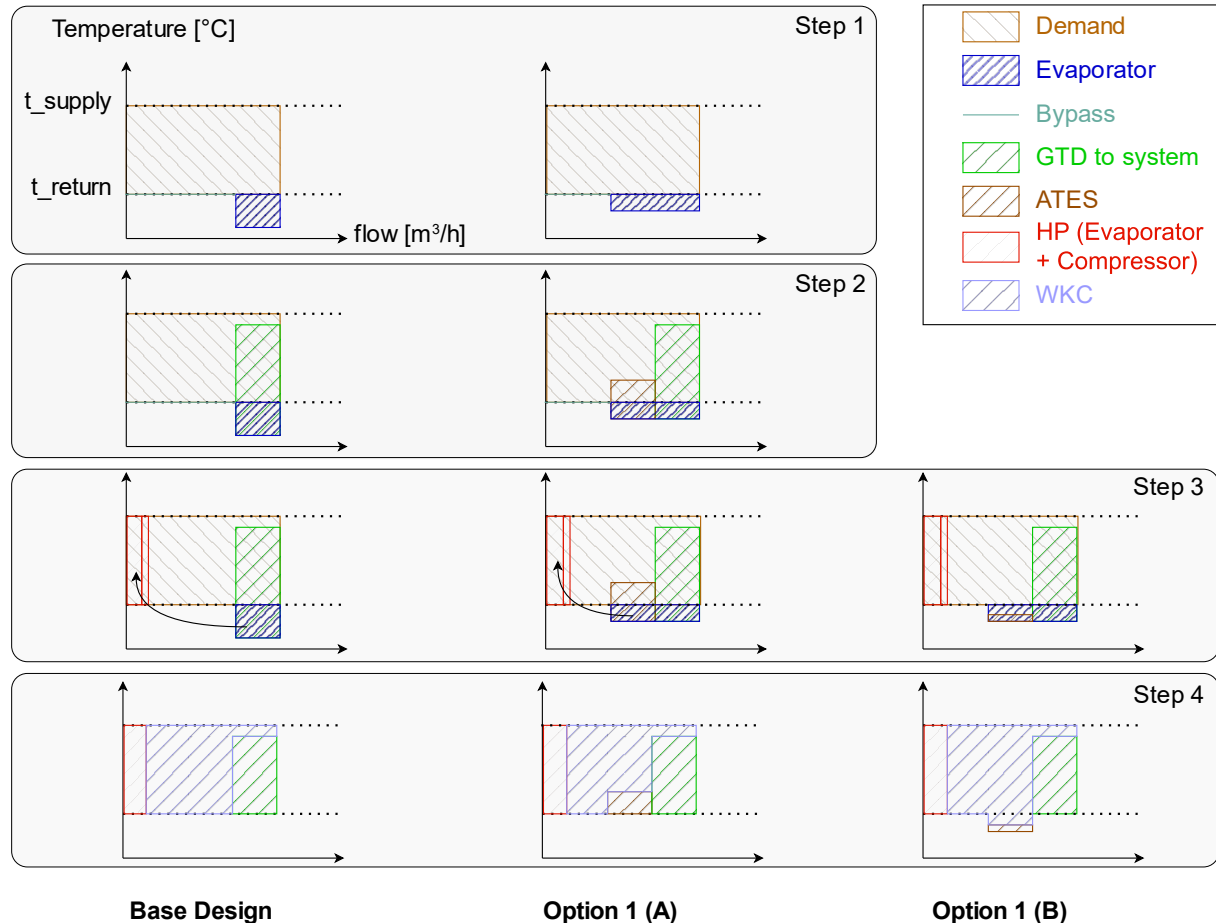 Temperature [°C]
Step 1
t_supply
t_return
flow [m³/h]
Demand
Evaporator
Bypass
GTD to system
ATES
HP (Evaporator
+ Compressor)
WKC
Step 2
Step 3
Step 4
Base Design
Option 1 (A)
Option 1 (B)